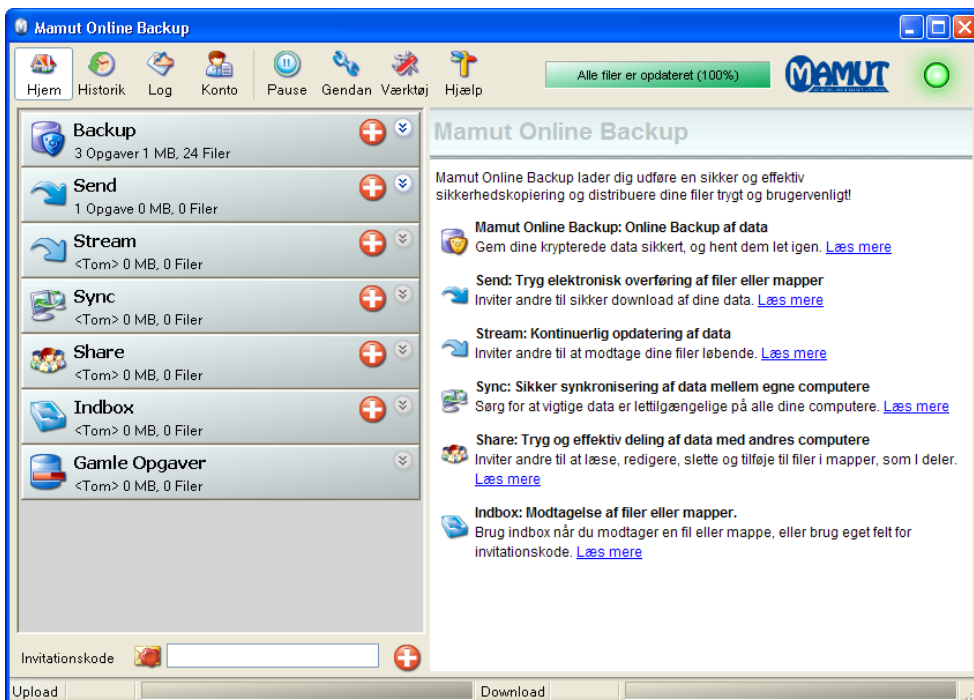 Mamut Online Backup
Hjem Historik Log Konto Pause Gendan Værktøj Hjælp
Alle filer er opdateret (100%)
MAMUT
WWW.MAMUT.COM
Backup
3 Opgaver 1 MB, 24 Filer
Send
1 Opgave 0 MB, 0 Filer
Stream
<Tom> 0 MB, 0 Filer
Sync
<Tom> 0 MB, 0 Filer
Share
<Tom> 0 MB, 0 Filer
Indbox
<Tom> 0 MB, 0 Filer
Gamle Opgaver
<Tom> 0 MB, 0 Filer
Invitationskode
Mamut Online Backup
Mamut Online Backup lader dig udføre en sikker og effektiv
sikkerhedskopiering og distribuere dine filer trygt og brugervenligt!
Mamut Online Backup: Online Backup af data
Gem dine krypterede data sikkert, og hent dem let igen. Læs mere
Send: Tryg elektronisk overføring af filer eller mapper
Inviter andre til sikker download af dine data. Læs mere
Stream: Kontinuerlig opdatering af data
Inviter andre til at modtage dine filer løbende. Læs mere
Sync: Sikker synkronisering af data mellem egne computere
Sørg for at vigtige data er lettilgængelige på alle dine computere. Læs mere
Share: Tryg og effektiv deling af data med andres computere
Inviter andre til at læse, redigere, slette og tilføje til filer i mapper, som I deler.
Læs mere
Indbox: Modtagelse af filer eller mapper.
Brug indbox når du modtager en fil eller mappe, eller brug eget felt for
invitationskode. Læs mere
Upload
Download